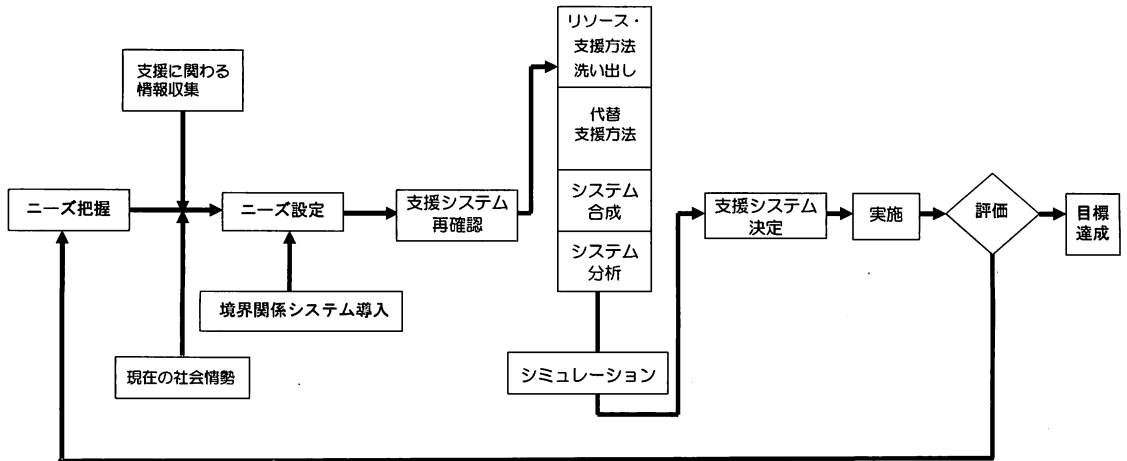 リソース・
支援方法
洗い出し
支援に関わる
情報収集
代替
支援方法
ニーズ把握
ニーズ設定
支援システム
再確認
システム
合成
支援システム
決定
実施
評価
目標
達成
システム
分析
境界関係システム導入
現在の社会情勢
シミュレーション